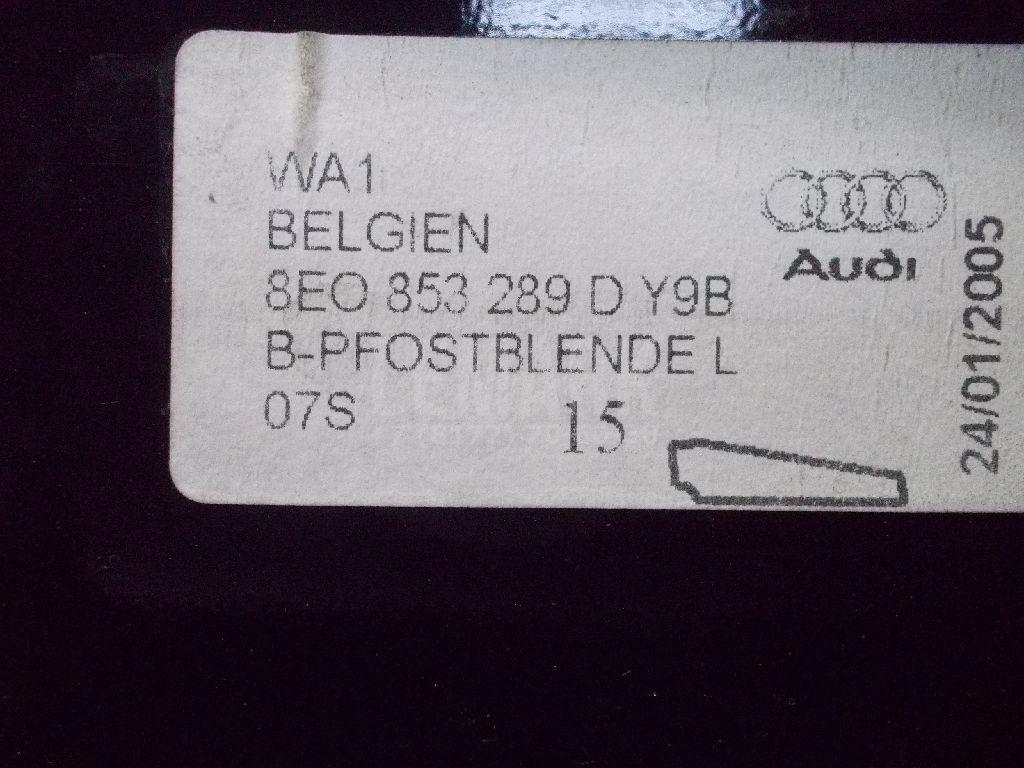 WA1
BELGIEN
8E0 853 289 D Y9B
B-PFOSTBLENDE L
07S
15
Audi
24/01/2005